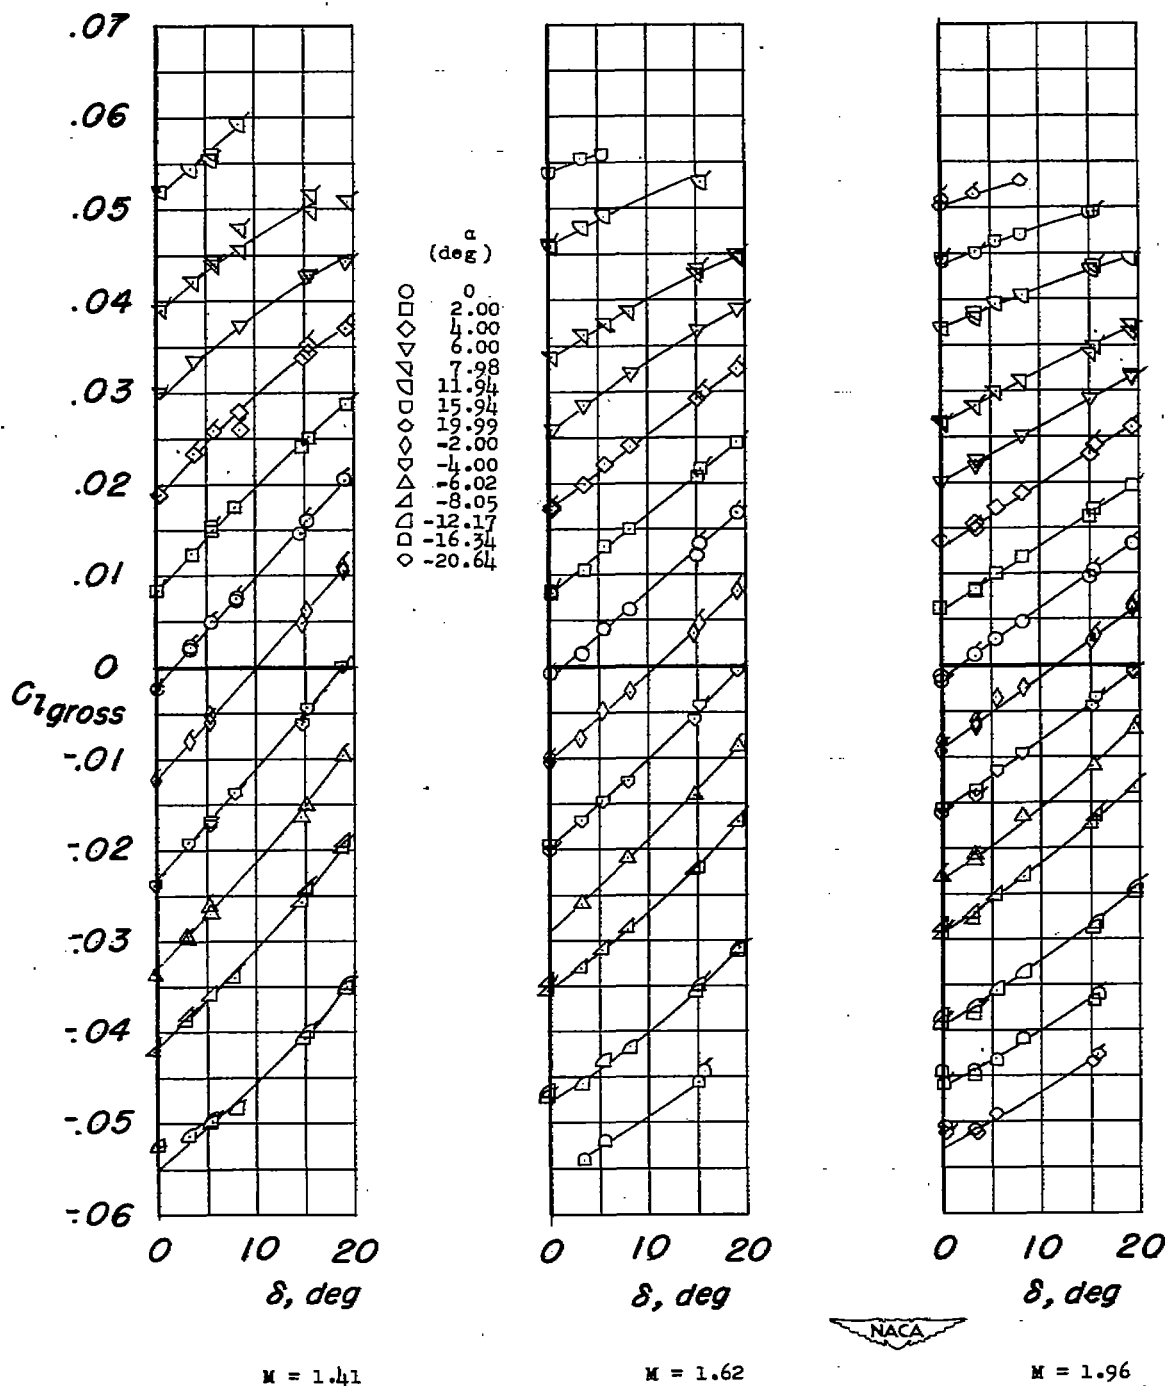 .07
.06
.05
.04
.03
.02
.01
0
C_l gross
-.01
-.02
-.03
-.04
-.05
-.06
α
(deg)
0
2.00
4.00
6.00
7.98
11.94
15.94
19.99
-2.00
-4.00
-6.02
-8.05
-12.17
-16.34
-20.64
0 10 20
δ, deg
0 10 20
δ, deg
0 10 20
δ, deg
NACA
M = 1.41
M = 1.62
M = 1.96